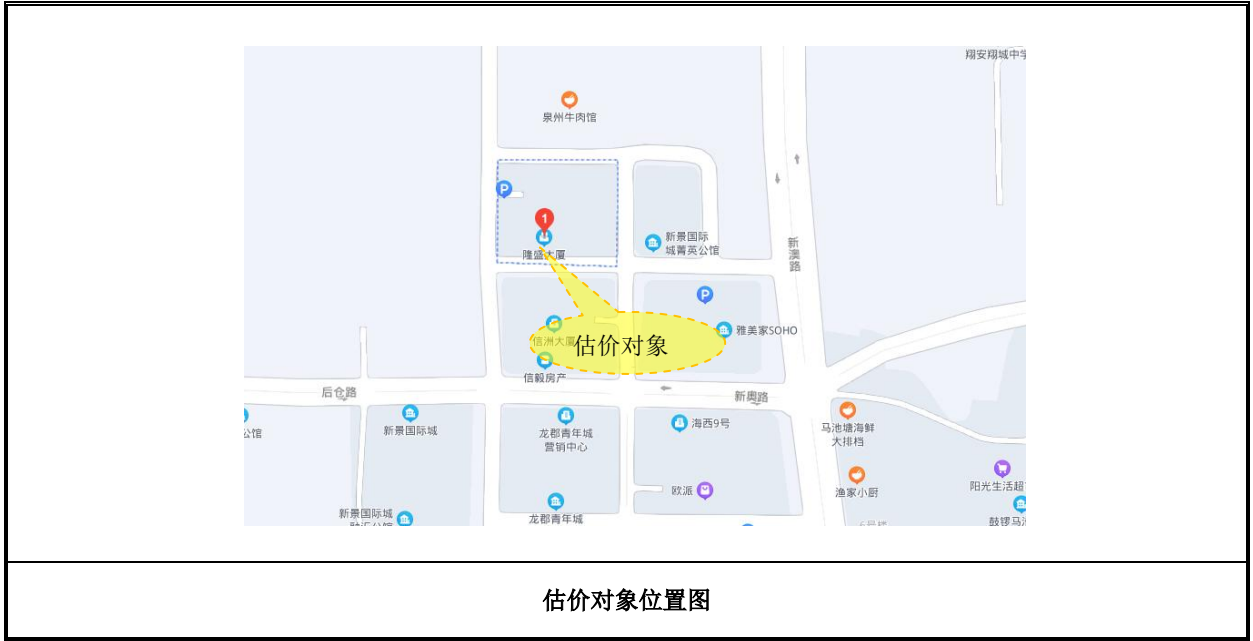 翔安翔城中学
泉州牛肉馆
P
1
新景国际
城菁英公馆
隆盛大厦
新澳路
P
雅美家SOHO
信洲大厦
估价对象
信毅房产
后仓路
新奥路
公馆
新景国际城
龙郡青年城
营销中心
海西9号
马池塘海鲜
大排档
欧派
渔家小厨
阳光生活超
新景国际城
龙郡青年城
鼓锣马池
估价对象位置图